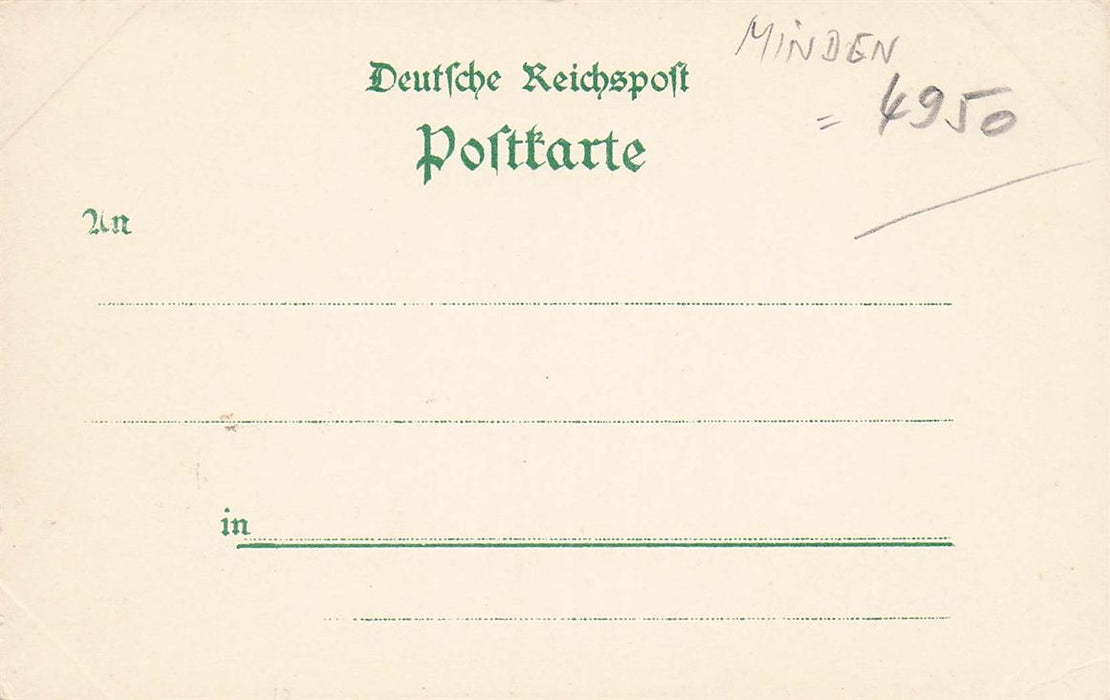 MINDEN
= 4950
Deutsche Reichspost
Postkarte
An
in